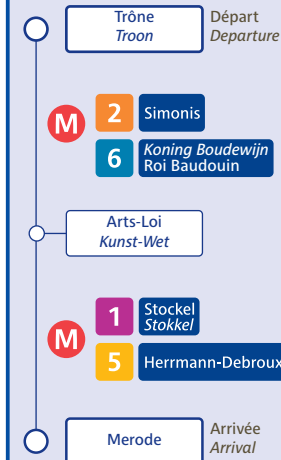 Trône
Troon
Départ
Departure
M
2 Simonis
6 Koning Boudewijn
Roi Baudouin
Arts-Loi
Kunst-Wet
M
1 Stockel
Stokkel
5 Herrmann-Debroux
Merode
Arrivée
Arrival